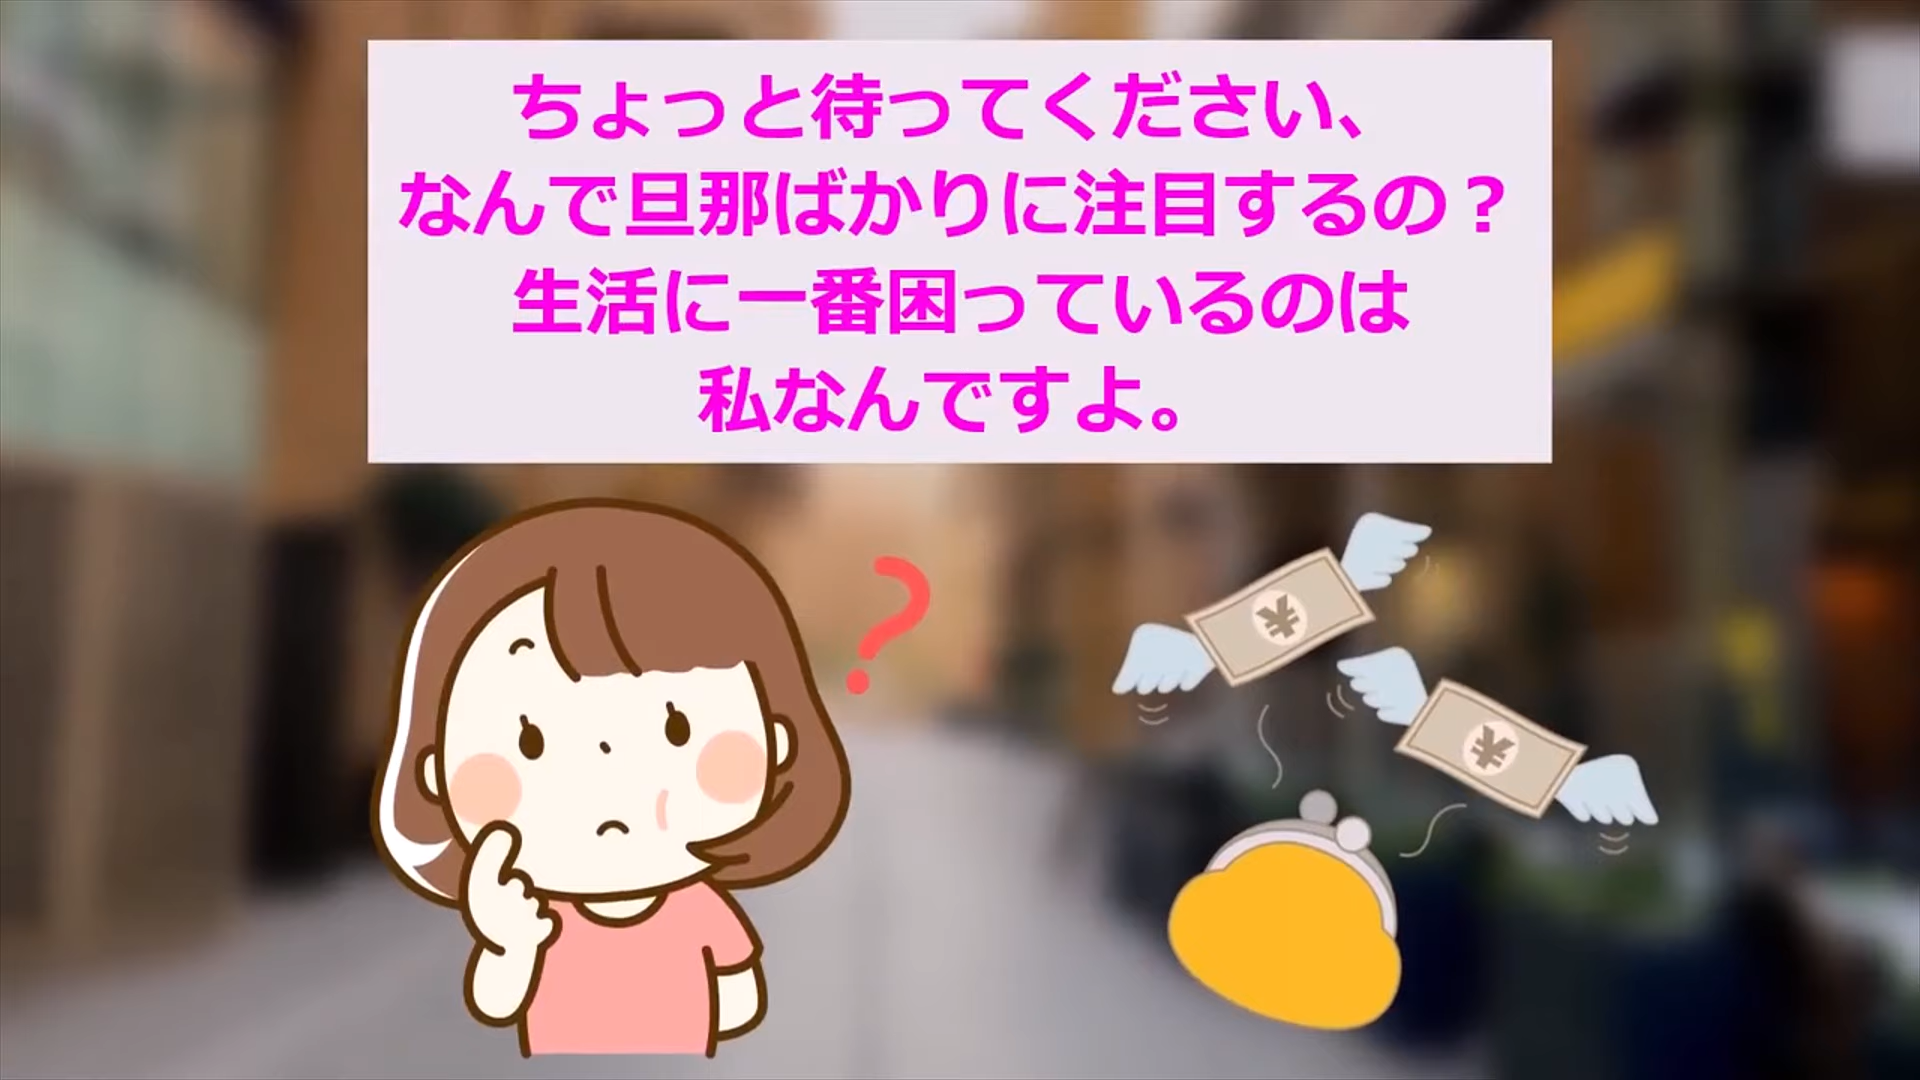 ちょっと待ってください、
なんで旦那ばかりに注目するの？
生活に一番困っているのは
私なんですよ。
¥
¥